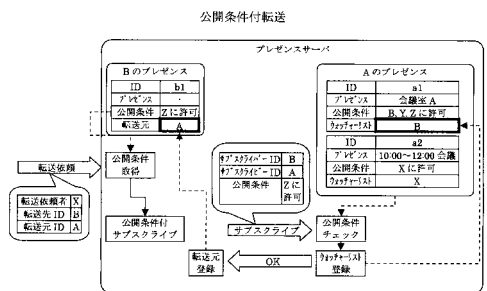 公開条件付転送
プレゼンスサーバ
Bのプレゼンス
ID b1
プレゼンス -
公開条件 Zに許可
転送元 A
Aのプレゼンス
ID a1
プレゼンス 会議室A
公開条件 B, Y, Zに許可
ウォッチャーリスト B
ID a2
プレゼンス 10:00~12:00 会議
公開条件 Xに許可
ウォッチャーリスト X
転送依頼
転送依頼者 X
転送先ID B
転送元ID A
公開条件
取得
公開条件付
サブスクライブ
サブスクライバーID B
サブスクライビーID A
公開条件 Zに
許可
サブスクライブ
公開条件
チェック
ウォッチャーリスト
登録
OK
転送元
登録